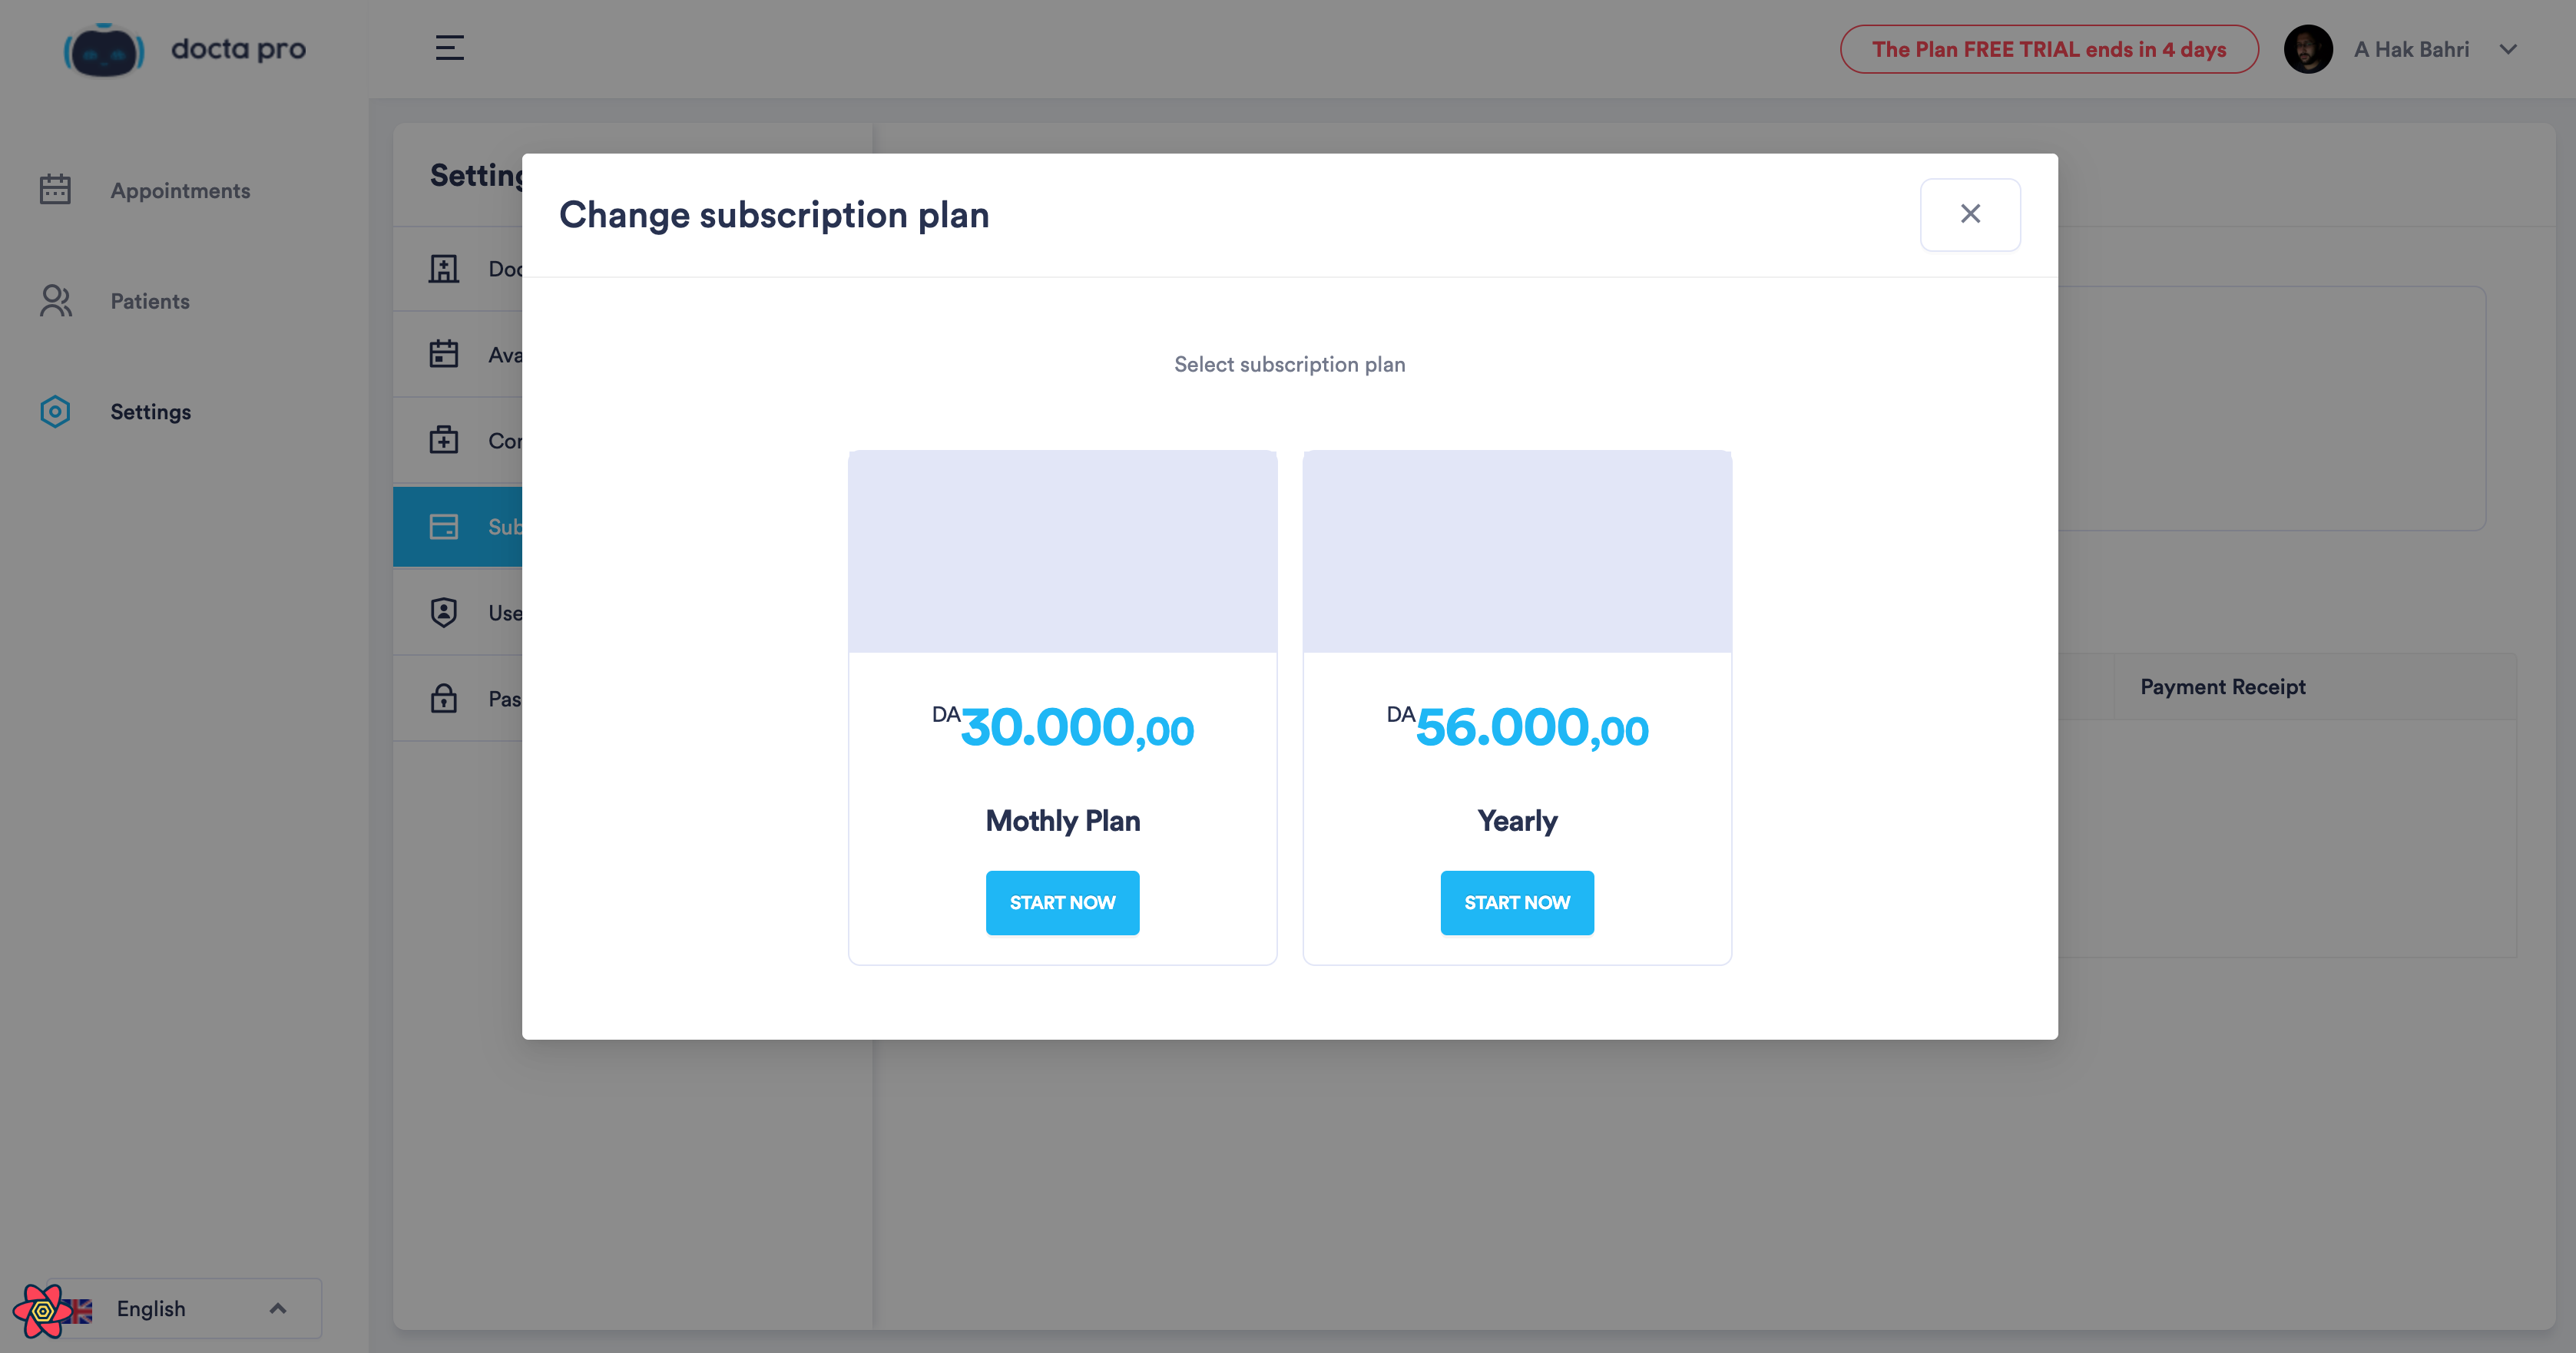 docta pro
The Plan FREE TRIAL ends in 4 days
A Hak Bahri
Appointments
Patients
Settings
English
Setting
Doc
Ava
Con
Sub
Use
Pas
Change subscription plan
Select subscription plan
DA30.000,00
Mothly Plan
START NOW
DA56.000,00
Yearly
START NOW
Payment Receipt